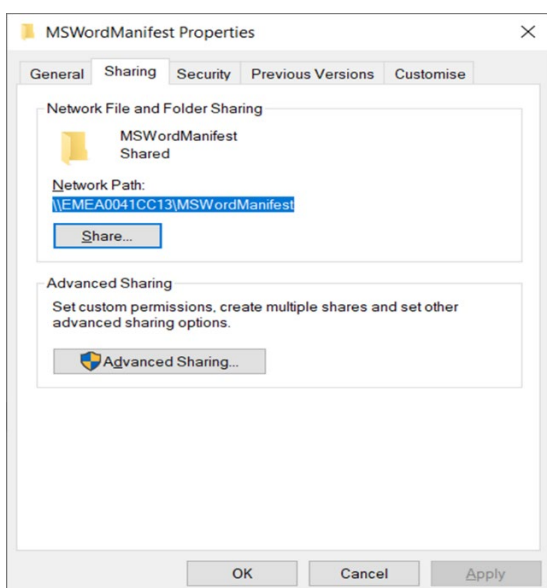 MSWordManifest Properties
General Sharing Security Previous Versions Customise
Network File and Folder Sharing
MSWordManifest
Shared
Network Path:
\\EMEA0041CC13\MSWordManifest
Share...
Advanced Sharing
Set custom permissions, create multiple shares and set other
advanced sharing options.
Advanced Sharing...
OK Cancel Apply